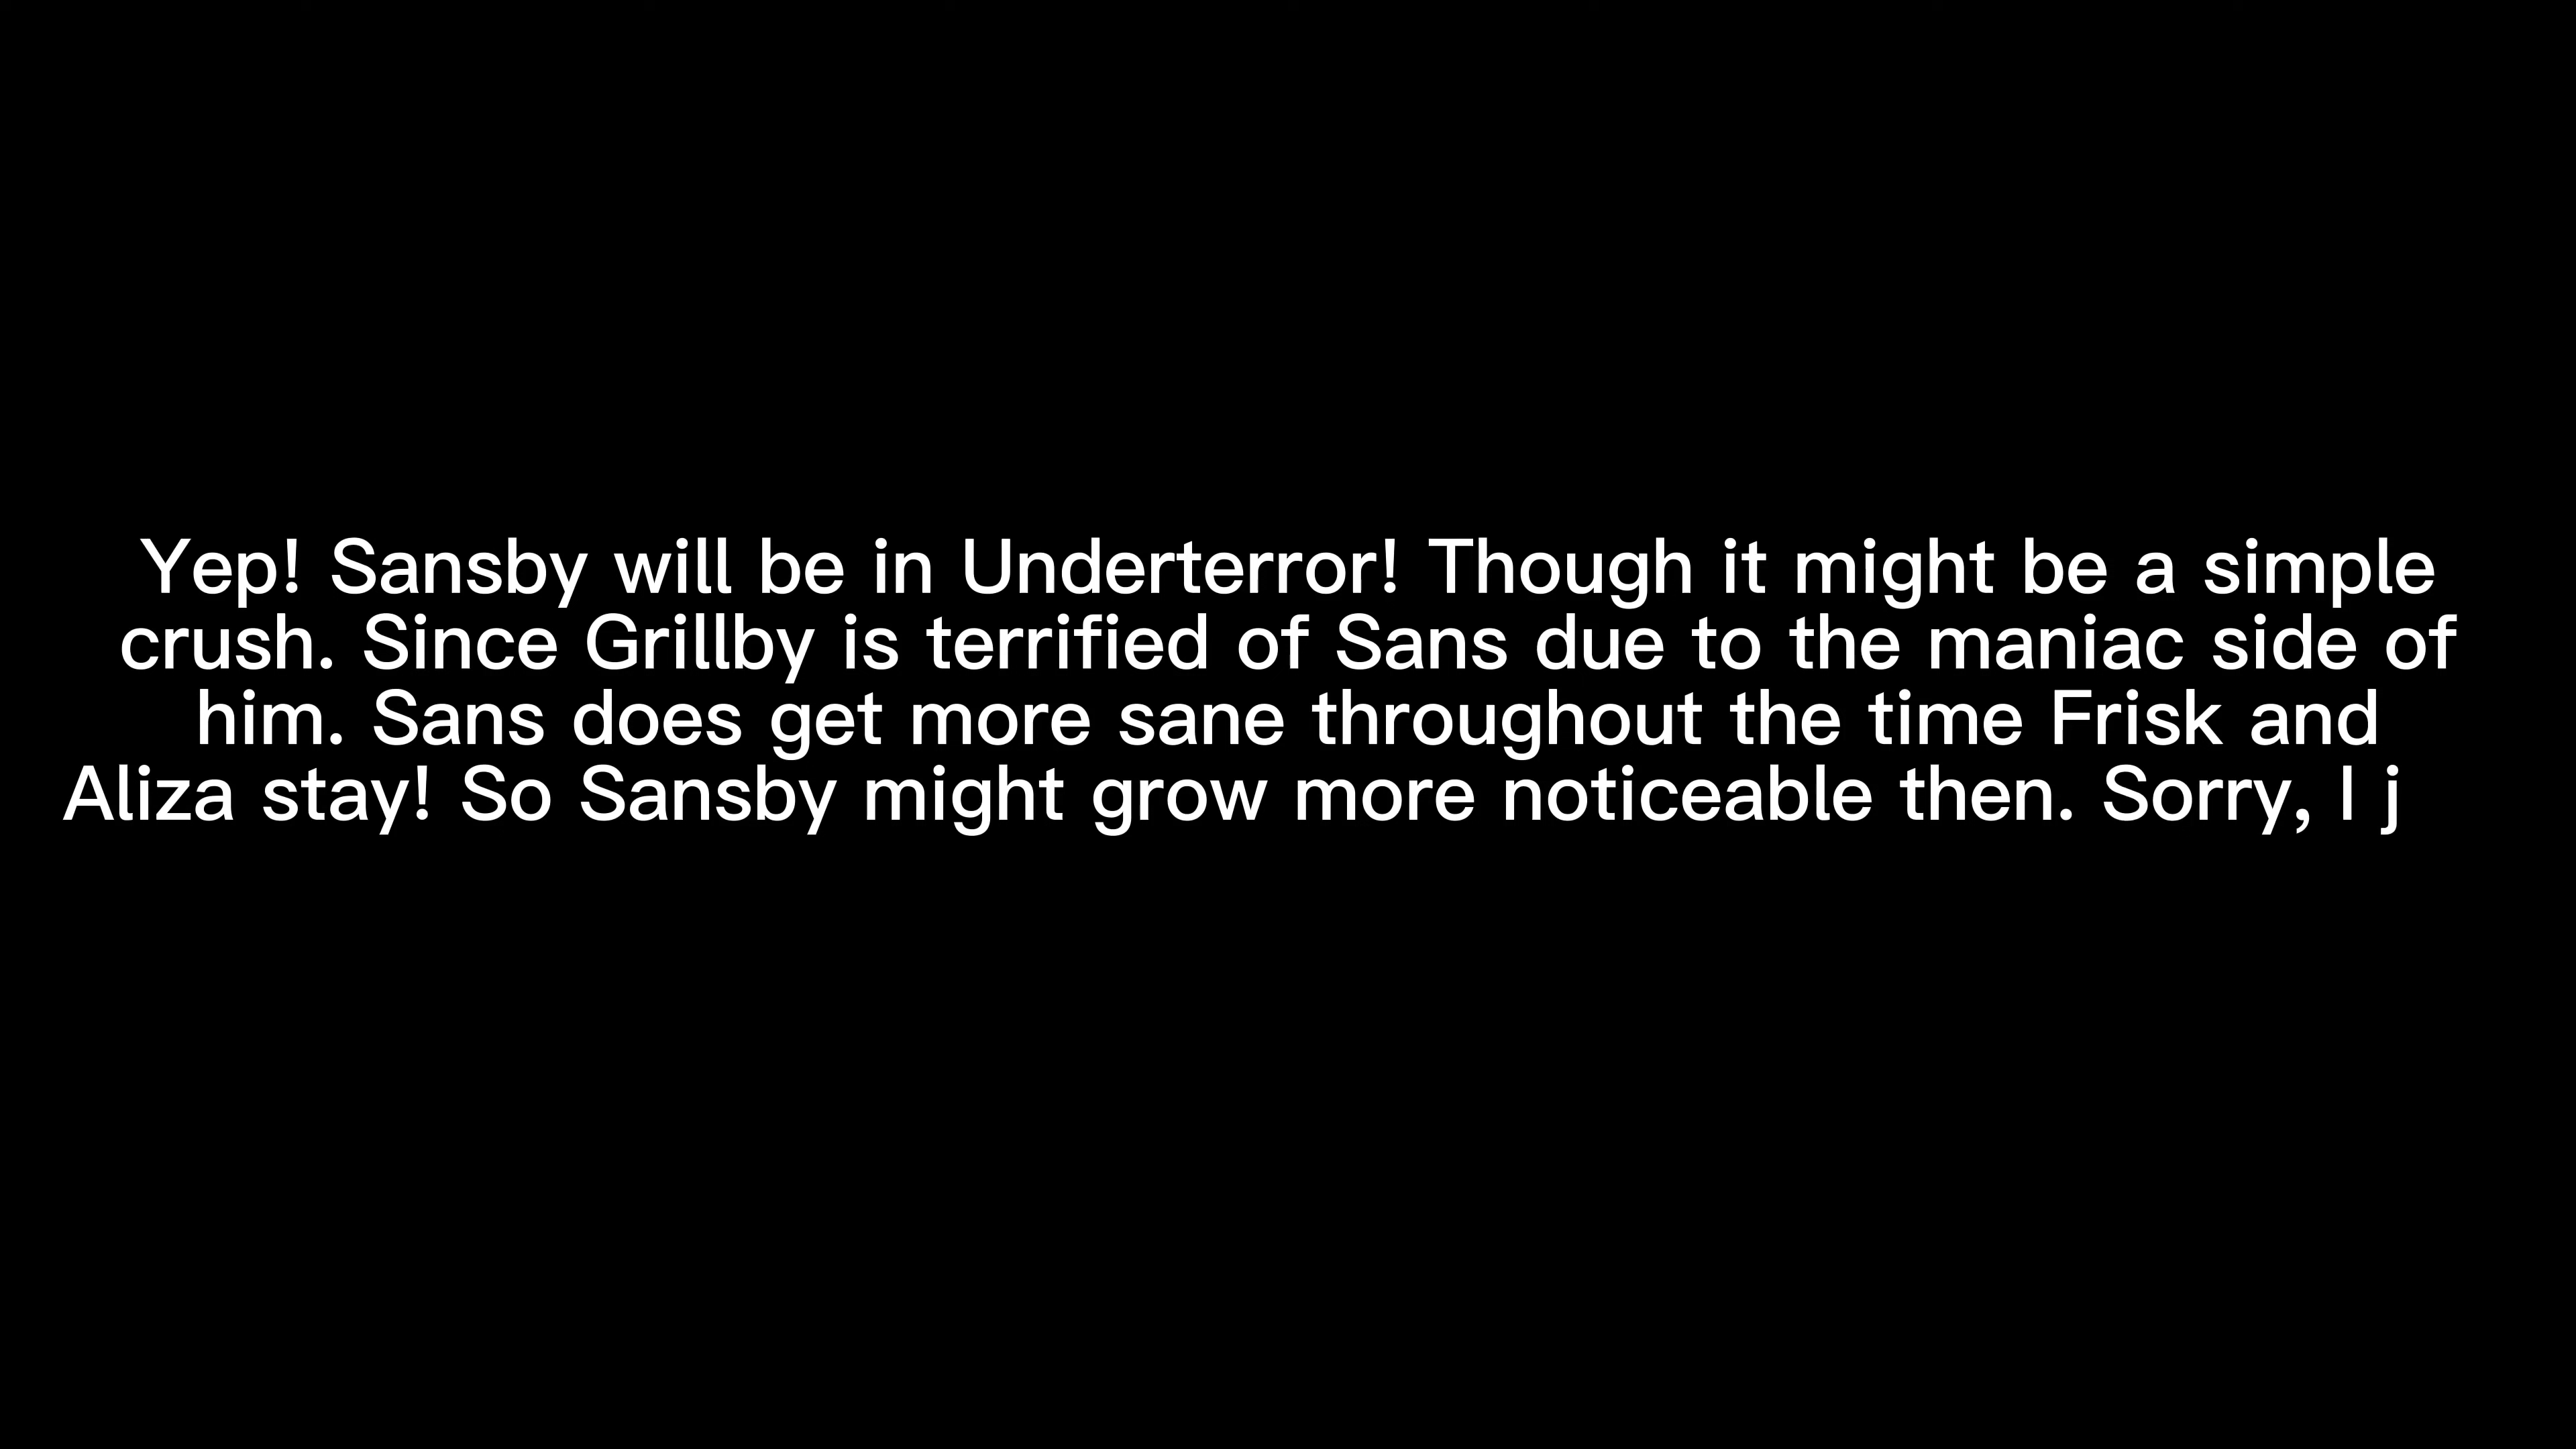 Yep! Sansby will be in Underterror! Though it might be a simple
crush. Since Grillby is terrified of Sans due to the maniac side of
him. Sans does get more sane throughout the time Frisk and
Aliza stay! So Sansby might grow more noticeable then. Sorry, I j